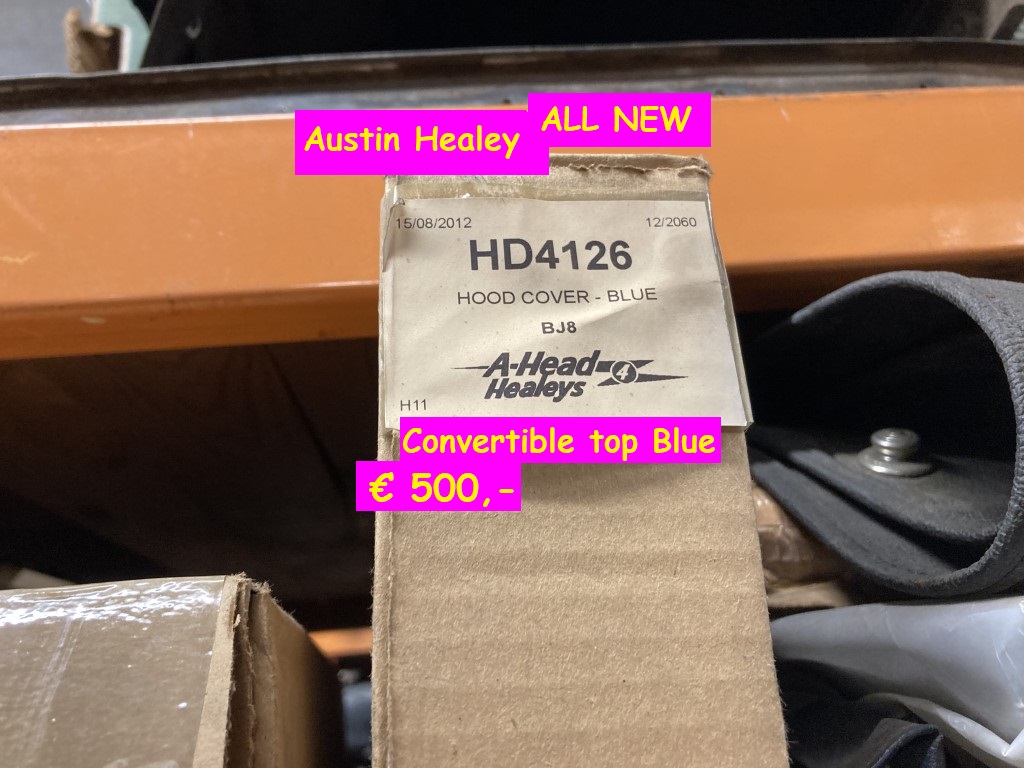 ALL NEW
Austin Healey
15/08/2012 12/2060
HD4126
HOOD COVER - BLUE
BJ8
A-Head 4
Healeys
H11
Convertible top Blue
€ 500,-